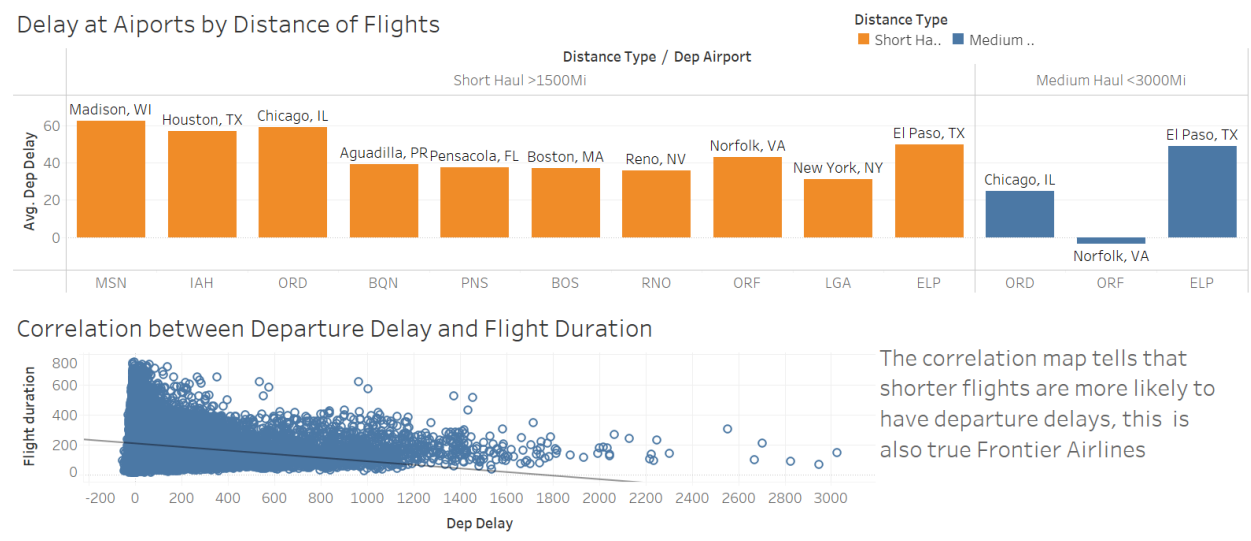 Delay at Aiports by Distance of Flights
Distance Type
Short Ha.. Medium ..
Distance Type / Dep Airport
Short Haul >1500Mi Medium Haul <3000Mi
Avg. Dep Delay
60
40
20
0
Madison, WI Houston, TX Chicago, IL Aguadilla, PR Pensacola, FL Boston, MA Reno, NV Norfolk, VA New York, NY El Paso, TX Chicago, IL Norfolk, VA El Paso, TX
MSN IAH ORD BQN PNS BOS RNO ORF LGA ELP ORD ORF ELP
Correlation between Departure Delay and Flight Duration
Flight duration
800
600
400
200
0
-200 0 200 400 600 800 1000 1200 1400 1600 1800 2000 2200 2400 2600 2800 3000
Dep Delay
The correlation map tells that
shorter flights are more likely to
have departure delays, this is
also true Frontier Airlines